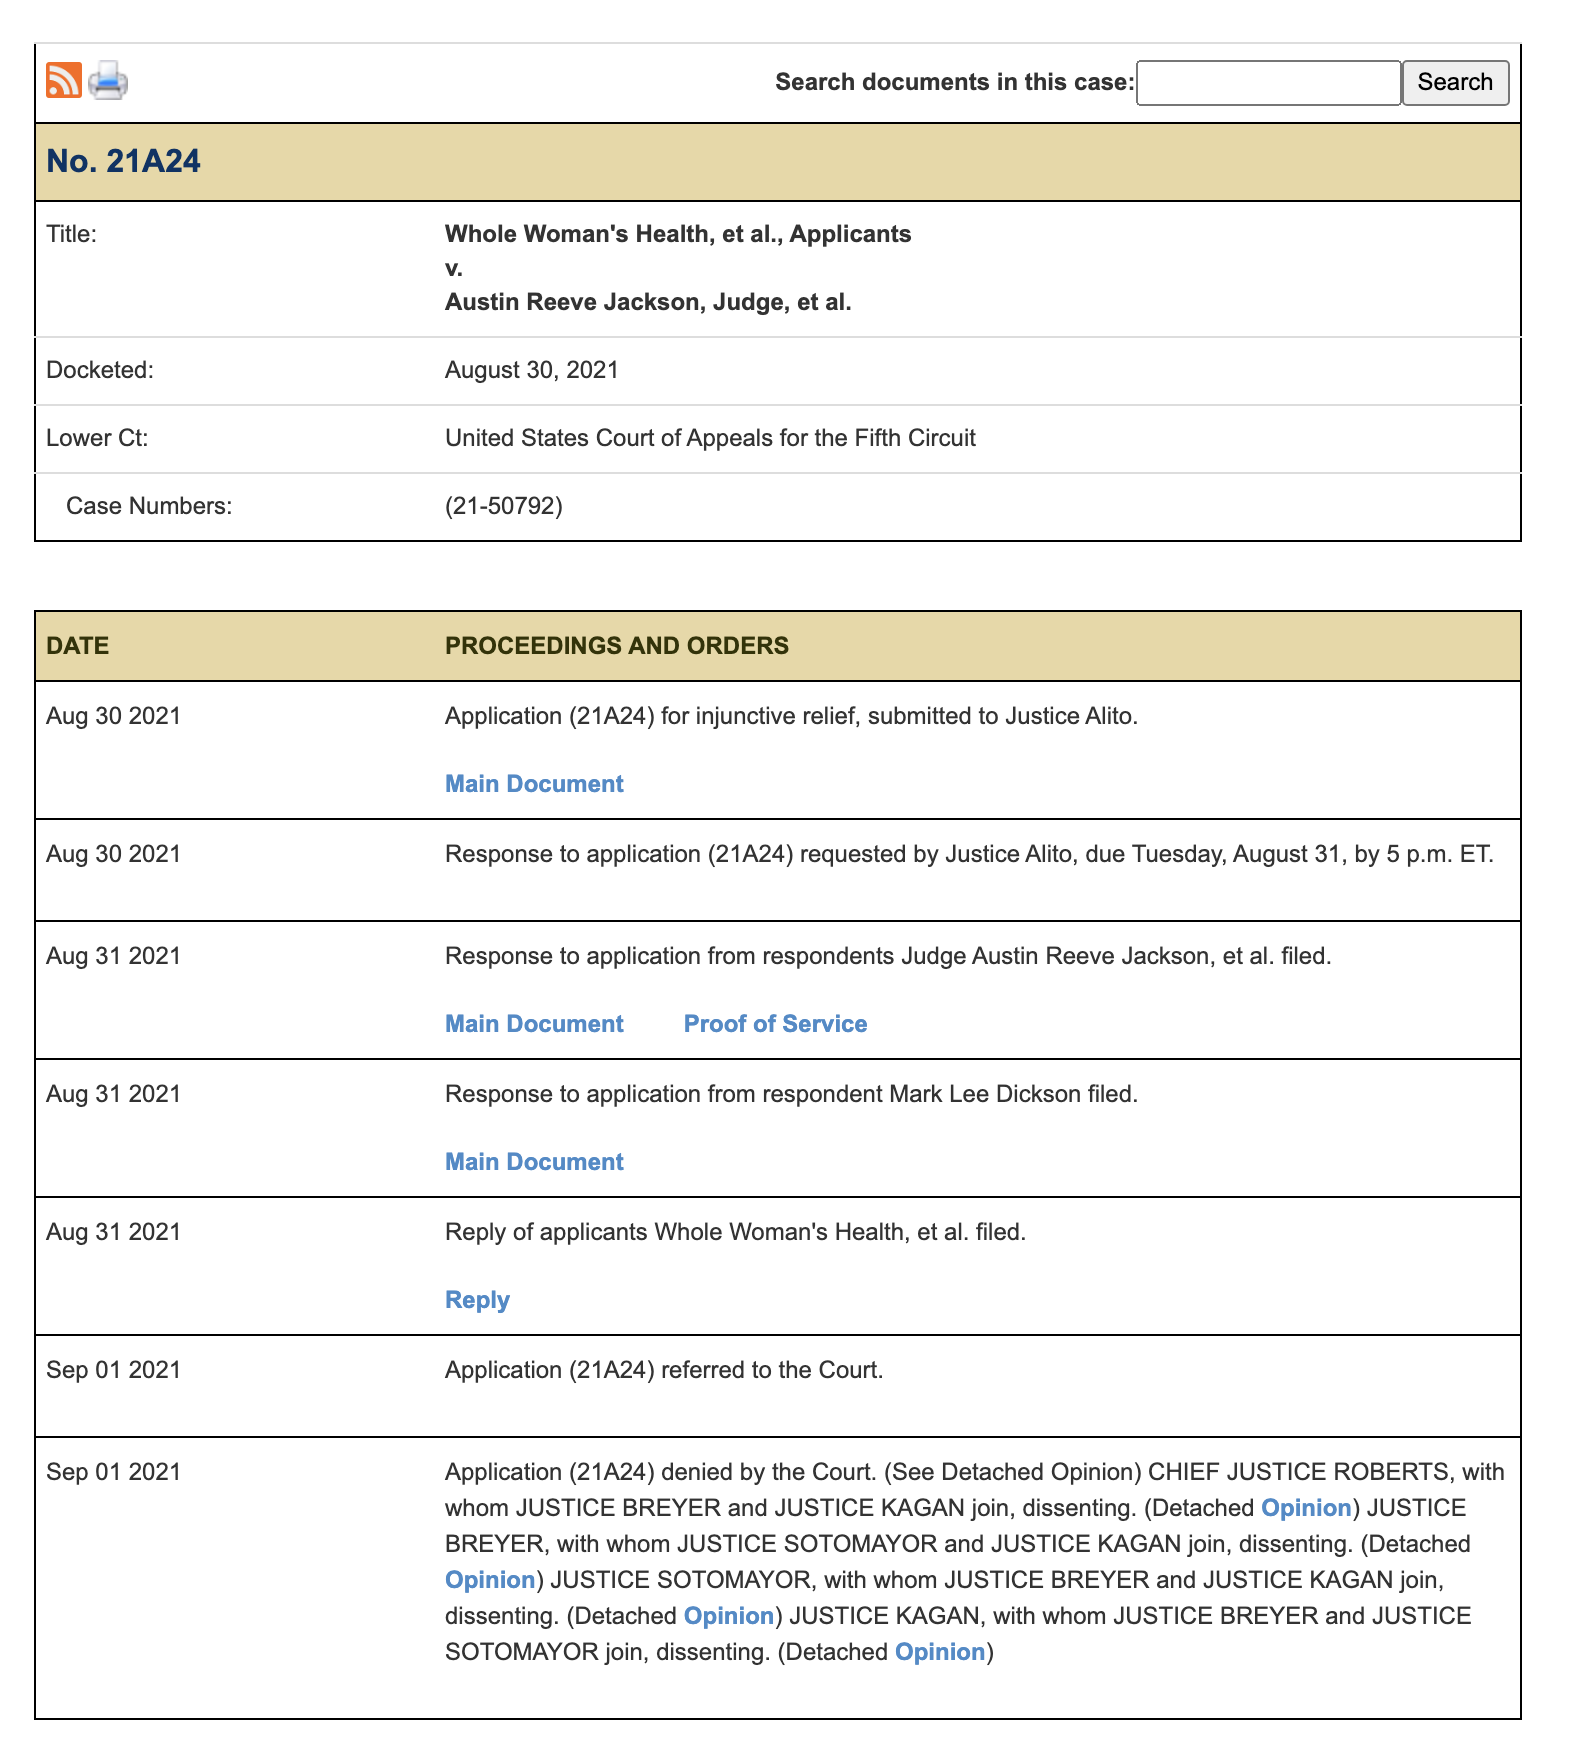 Search documents in this case: Search
No. 21A24
Title: Whole Woman's Health, et al., Applicants
v.
Austin Reeve Jackson, Judge, et al.
Docketed: August 30, 2021
Lower Ct: United States Court of Appeals for the Fifth Circuit
Case Numbers: (21-50792)
DATE PROCEEDINGS AND ORDERS
Aug 30 2021 Application (21A24) for injunctive relief, submitted to Justice Alito.
Main Document
Aug 30 2021 Response to application (21A24) requested by Justice Alito, due Tuesday, August 31, by 5 p.m. ET.
Aug 31 2021 Response to application from respondents Judge Austin Reeve Jackson, et al. filed.
Main Document Proof of Service
Aug 31 2021 Response to application from respondent Mark Lee Dickson filed.
Main Document
Aug 31 2021 Reply of applicants Whole Woman's Health, et al. filed.
Reply
Sep 01 2021 Application (21A24) referred to the Court.
Sep 01 2021 Application (21A24) denied by the Court. (See Detached Opinion) CHIEF JUSTICE ROBERTS, with
whom JUSTICE BREYER and JUSTICE KAGAN join, dissenting. (Detached Opinion) JUSTICE
BREYER, with whom JUSTICE SOTOMAYOR and JUSTICE KAGAN join, dissenting. (Detached
Opinion) JUSTICE SOTOMAYOR, with whom JUSTICE BREYER and JUSTICE KAGAN join,
dissenting. (Detached Opinion) JUSTICE KAGAN, with whom JUSTICE BREYER and JUSTICE
SOTOMAYOR join, dissenting. (Detached Opinion)